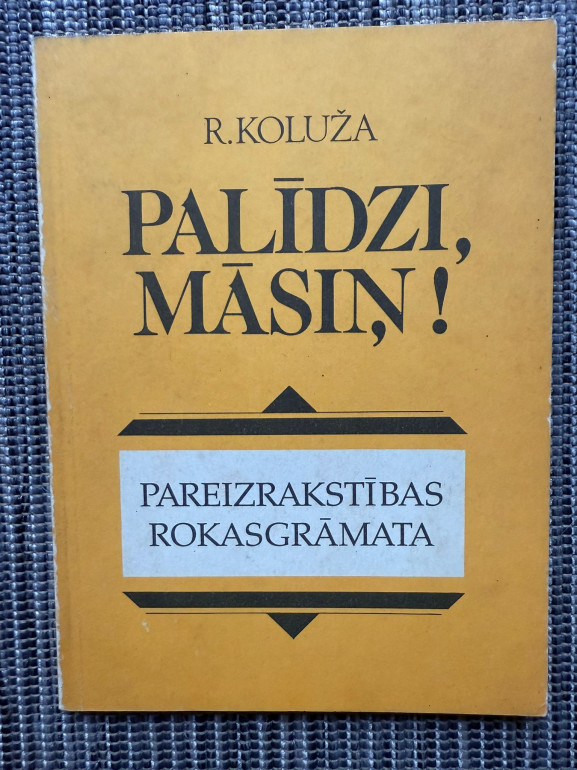 R.KOLUŽA
PALĪDZI,
MĀSIŅ!
PAREIZRAKSTĪBAS
ROKASGRĀMATA